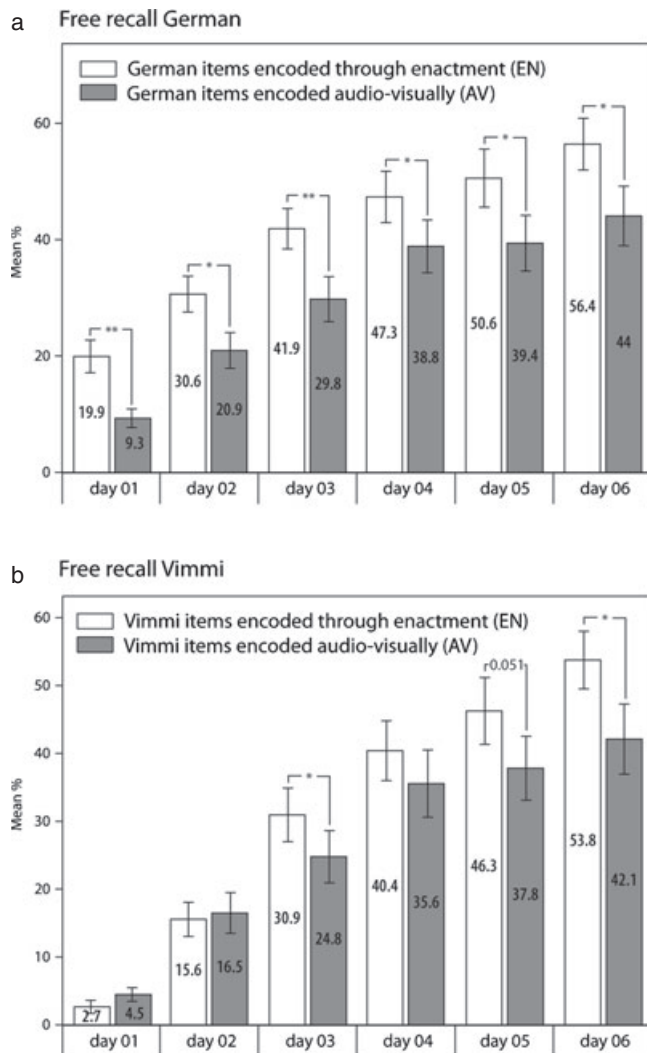 a
Free recall German
German items encoded through enactment (EN)
German items encoded audio-visually (AV)
Mean %
60
40
20
0
**
*
**
*
*
*
19.9
9.3
30.6
20.9
41.9
29.8
47.3
38.8
50.6
39.4
56.4
44
day 01
day 02
day 03
day 04
day 05
day 06
b
Free recall Vimmi
Vimmi items encoded through enactment (EN)
Vimmi items encoded audio-visually (AV)
Mean %
60
50
40
30
20
10
0
*
0.051
*
2.7
4.5
15.6
16.5
30.9
24.8
40.4
35.6
46.3
37.8
53.8
42.1
day 01
day 02
day 03
day 04
day 05
day 06